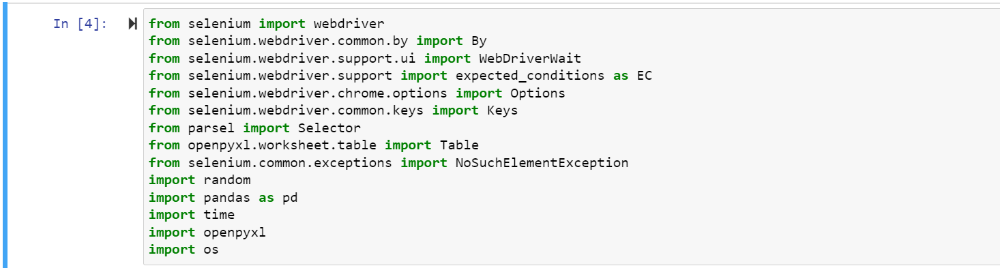 In [4]:
from selenium import webdriver
from selenium.webdriver.common.by import By
from selenium.webdriver.support.ui import WebDriverWait
from selenium.webdriver.support import expected_conditions as EC
from selenium.webdriver.chrome.options import Options
from selenium.webdriver.common.keys import Keys
from parsel import Selector
from openpyxl.worksheet.table import Table
from selenium.common.exceptions import NoSuchElementException
import random
import pandas as pd
import time
import openpyxl
import os